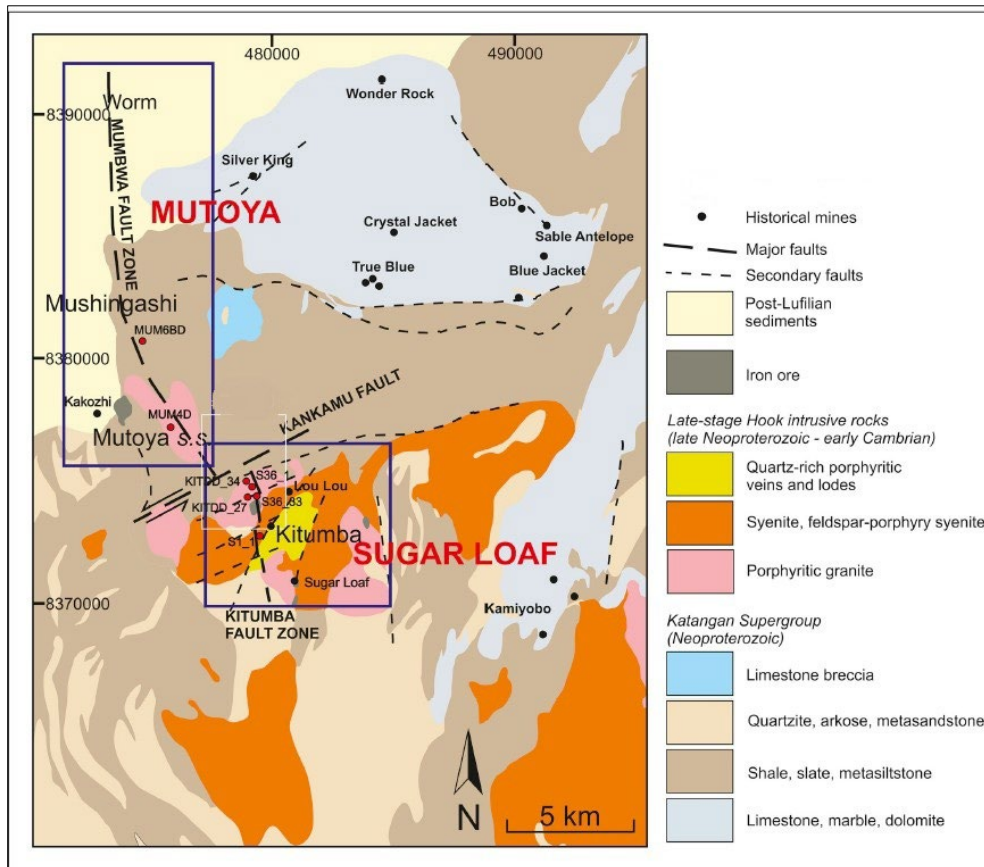 480000
490000
Wonder Rock
8390000
Worm
MUMBWA FAULT ZONE
Silver King
MUTOYA
Bob
Crystal Jacket
Sable Antelope
True Blue
Blue Jacket
Mushingashi
MUM6BD
8380000
KANKAMU FAULT
Kakozhi
MUM4D
Mutoya s.s.
KITDD_34
S36
Lou Lou
KITDD_27
S36_83
Kitumba
S1_1
SUGAR LOAF
Sugar Loaf
8370000
Kamiyobo
KITUMBA
FAULT ZONE
N
5 km
Historical mines
Major faults
Secondary faults
Post-Lufilian
sediments
Iron ore
Late-stage Hook intrusive rocks
(late Neoproterozoic - early Cambrian)
Quartz-rich porphyritic
veins and lodes
Syenite, feldspar-porphyry syenite
Porphyritic granite
Katangan Supergroup
(Neoproterozoic)
Limestone breccia
Quartzite, arkose, metasandstone
Shale, slate, metasiltstone
Limestone, marble, dolomite